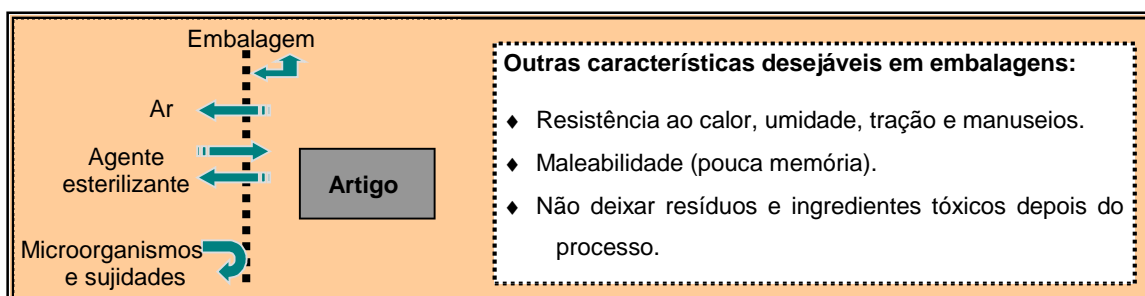 Embalagem
Ar
Agente
esterilizante
Artigo
Microorganismos
e sujidades
Outras características desejáveis em embalagens:
♦ Resistência ao calor, umidade, tração e manuseios.
♦ Maleabilidade (pouca memória).
♦ Não deixar resíduos e ingredientes tóxicos depois do
processo.